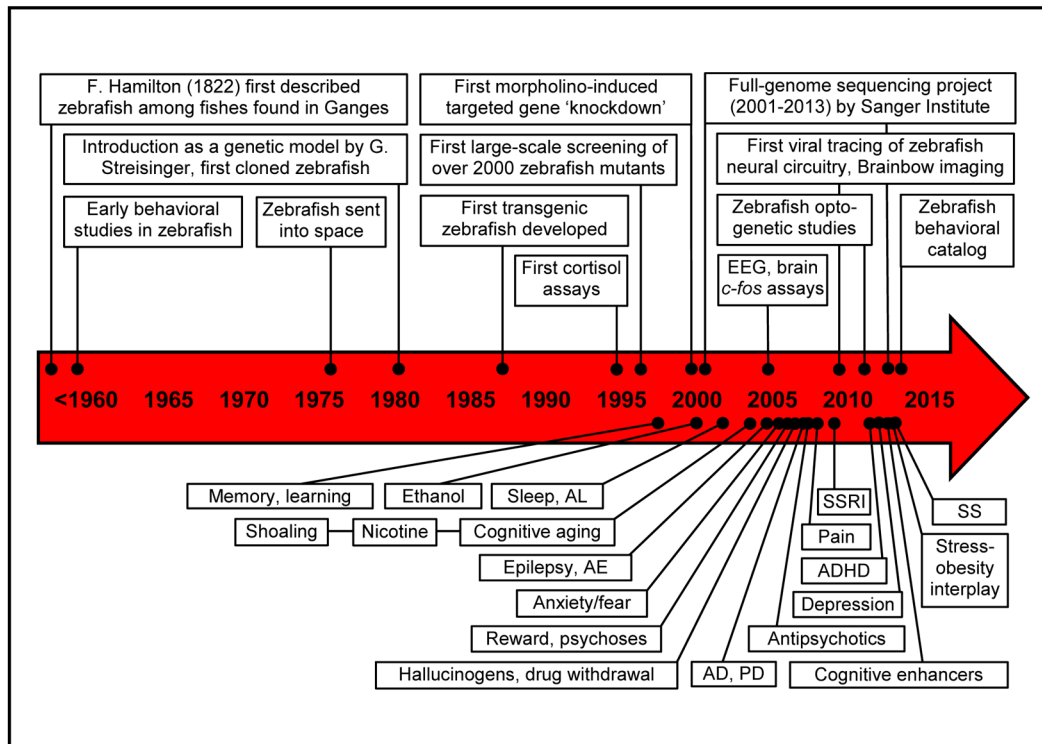 F. Hamilton (1822) first described
zebrafish among fishes found in Ganges
First morpholino-induced
targeted gene ‘knockdown’
Full-genome sequencing project
(2001-2013) by Sanger Institute
Introduction as a genetic model by G.
Streisinger, first cloned zebrafish
First large-scale screening of
over 2000 zebrafish mutants
First viral tracing of zebrafish
neural circuitry, Brainbow imaging
Early behavioral
studies in zebrafish
Zebrafish sent
into space
First transgenic
zebrafish developed
Zebrafish opto-
genetic studies
Zebrafish
behavioral
catalog
First cortisol
assays
EEG, brain
c-fos assays
<1960 1965 1970 1975 1980 1985 1990 1995 2000 2005 2010 2015
Memory, learning
Ethanol
Sleep, AL
SSRI
SS
Shoaling
Nicotine
Cognitive aging
Pain
Stress-
obesity
interplay
Epilepsy, AE
ADHD
Anxiety/fear
Depression
Reward, psychoses
Antipsychotics
Hallucinogens, drug withdrawal
AD, PD
Cognitive enhancers